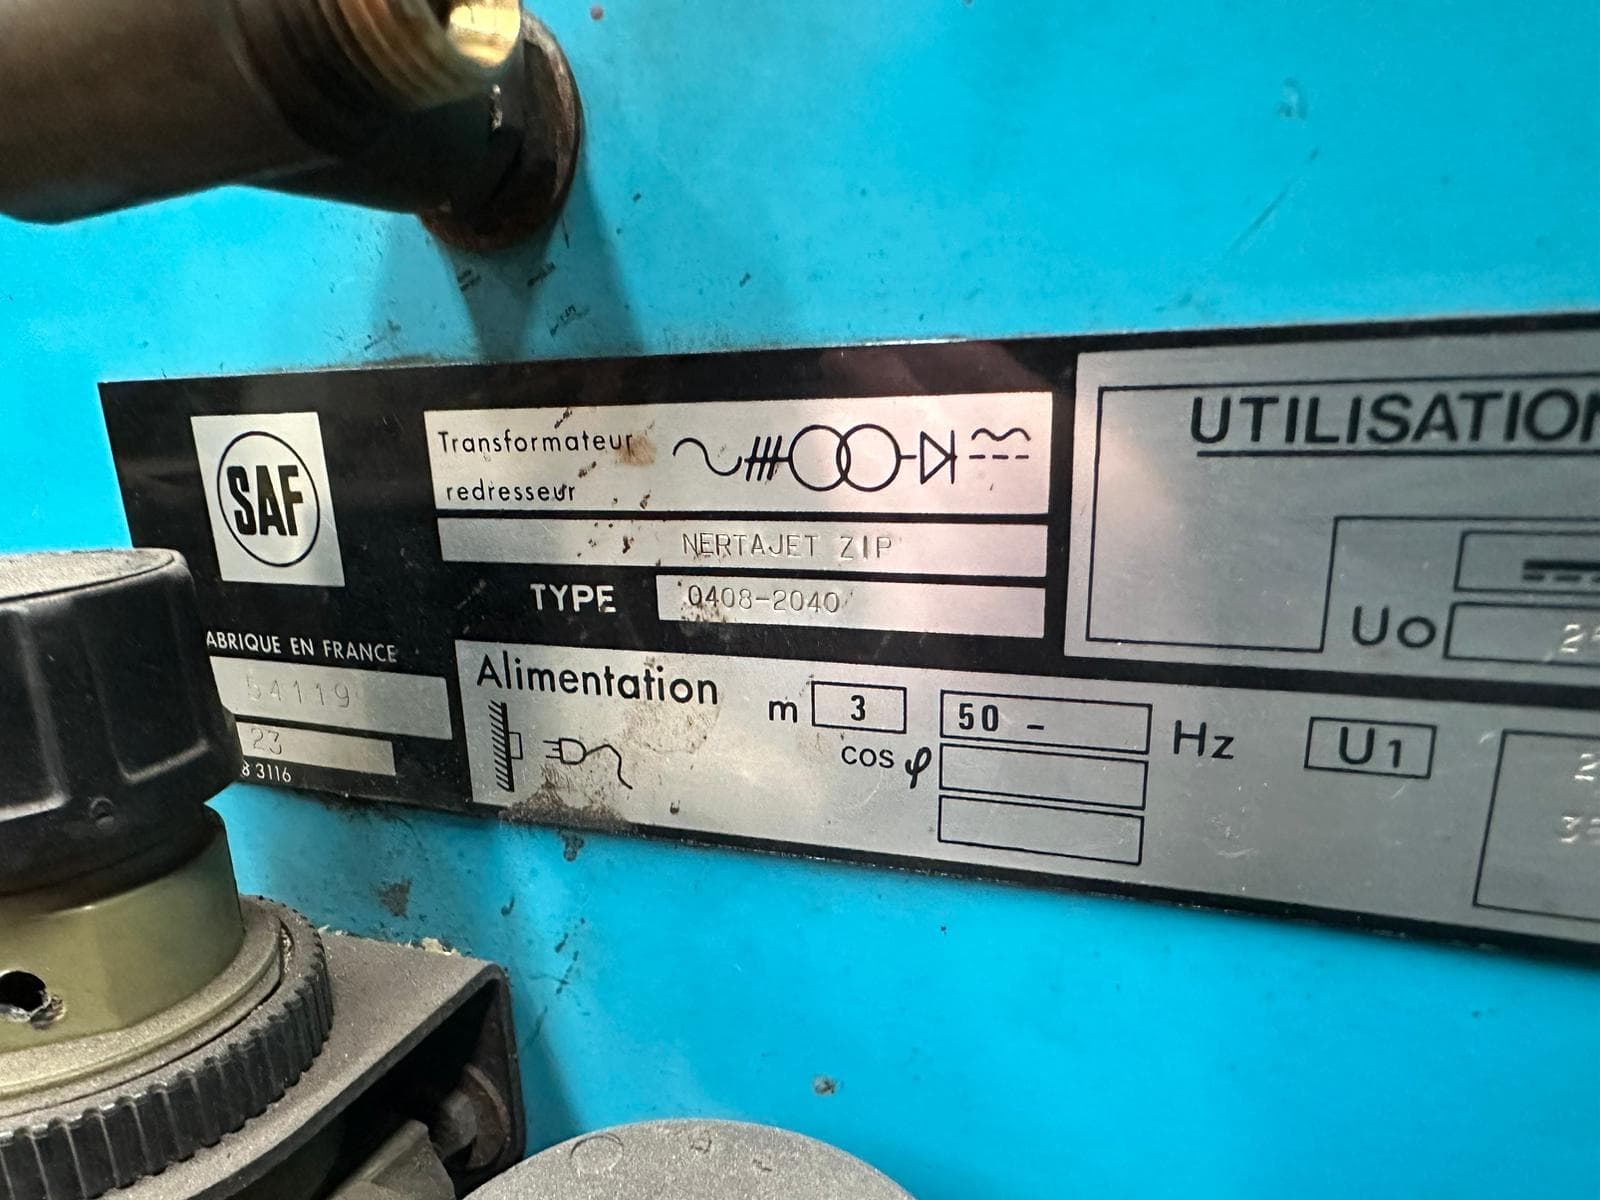 SAF
Transformateur
redresseur
NERTAJET ZIP
TYPE 0408-2040
ABRIQUE EN FRANCE
54119
23
3116
Alimentation
m 3 50 - Hz U1
cos φ
UTILISATION
Uo